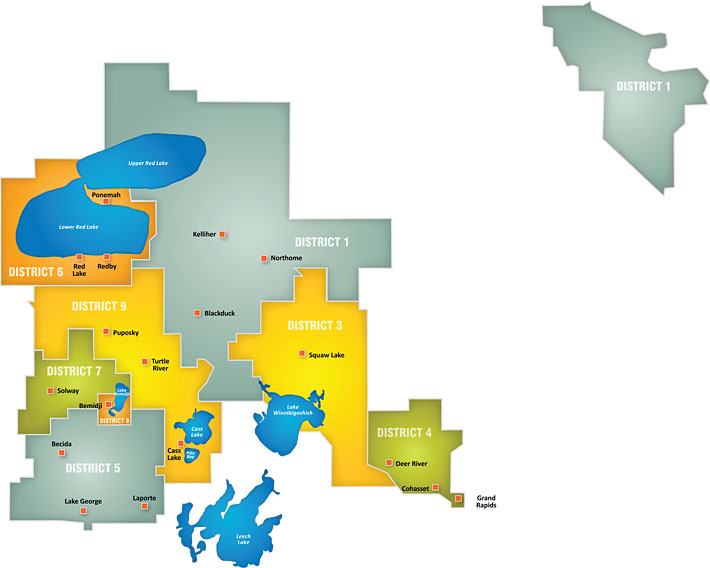 DISTRICT 1
Upper Red Lake
Ponemah
Lower Red Lake
Kelliher
DISTRICT 1
Northome
Red
Lake
Redby
DISTRICT 6
DISTRICT 9
Blackduck
DISTRICT 3
Puposky
Squaw Lake
Turtle
River
DISTRICT 7
Solway
Lake Bemidji
Bemidji
DISTRICT 8
Lake
Winnibigoshish
Cass
Lake
DISTRICT 4
Becida
Cass
Lake
Pike
Bay
DISTRICT 5
Deer River
Cohasset
Grand
Rapids
Lake George
Laporte
Leech
Lake